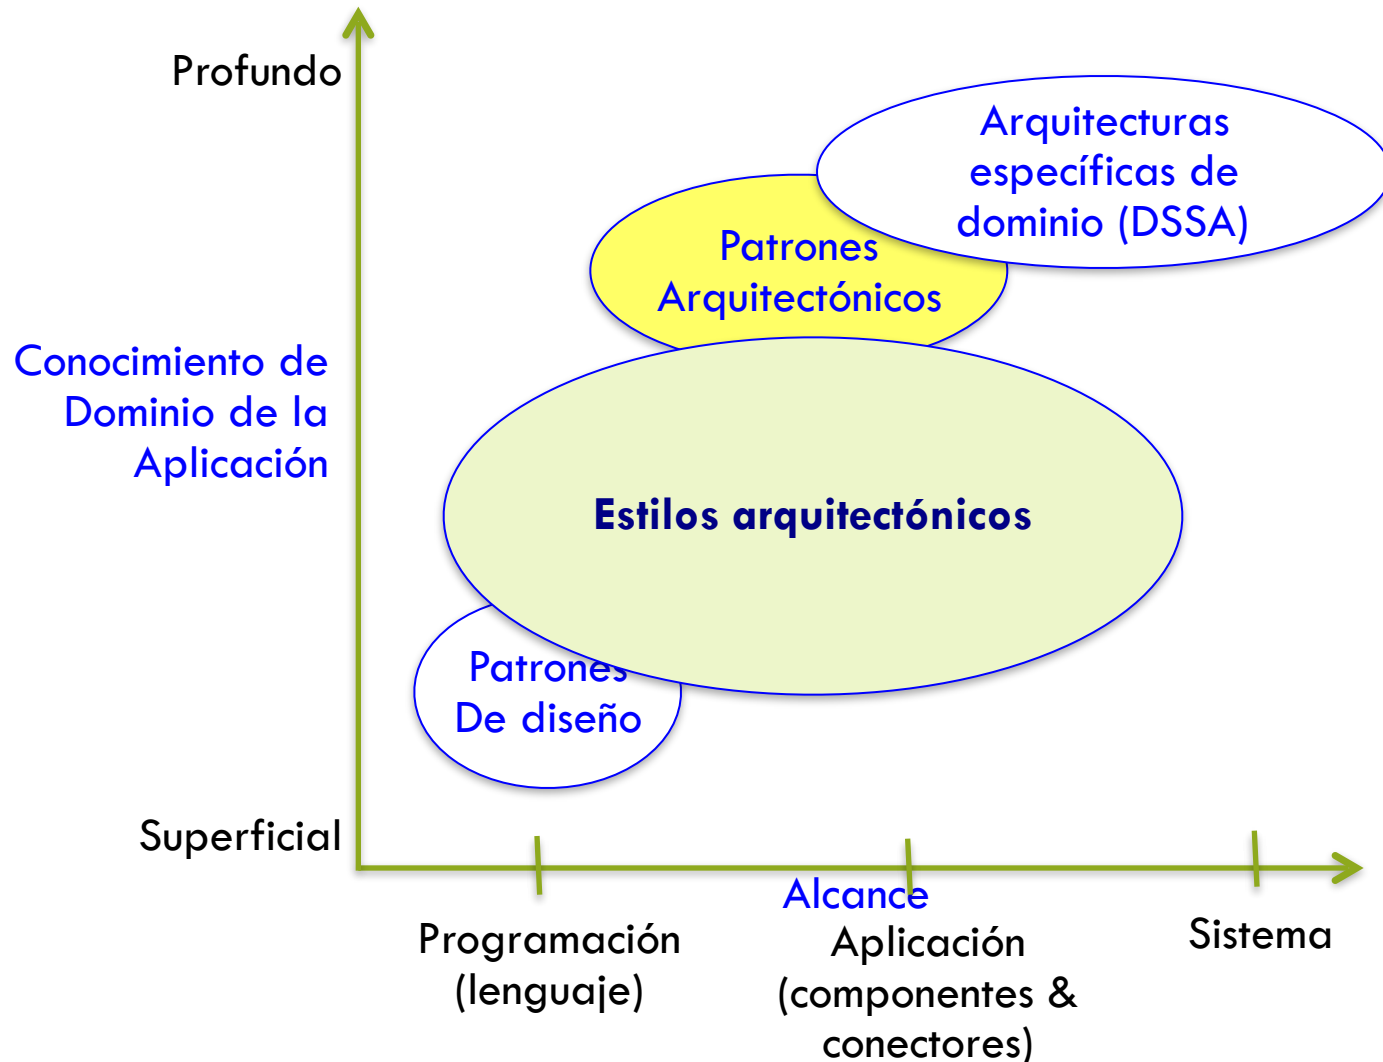 Profundo
Arquitecturas
específicas de
dominio (DSSA)
Patrones
Arquitectónicos
Conocimiento de
Dominio de la
Aplicación
Estilos arquitectónicos
Patrones
De diseño
Superficial
Alcance
Programación
(lenguaje)
Aplicación
(componentes &
conectores)
Sistema